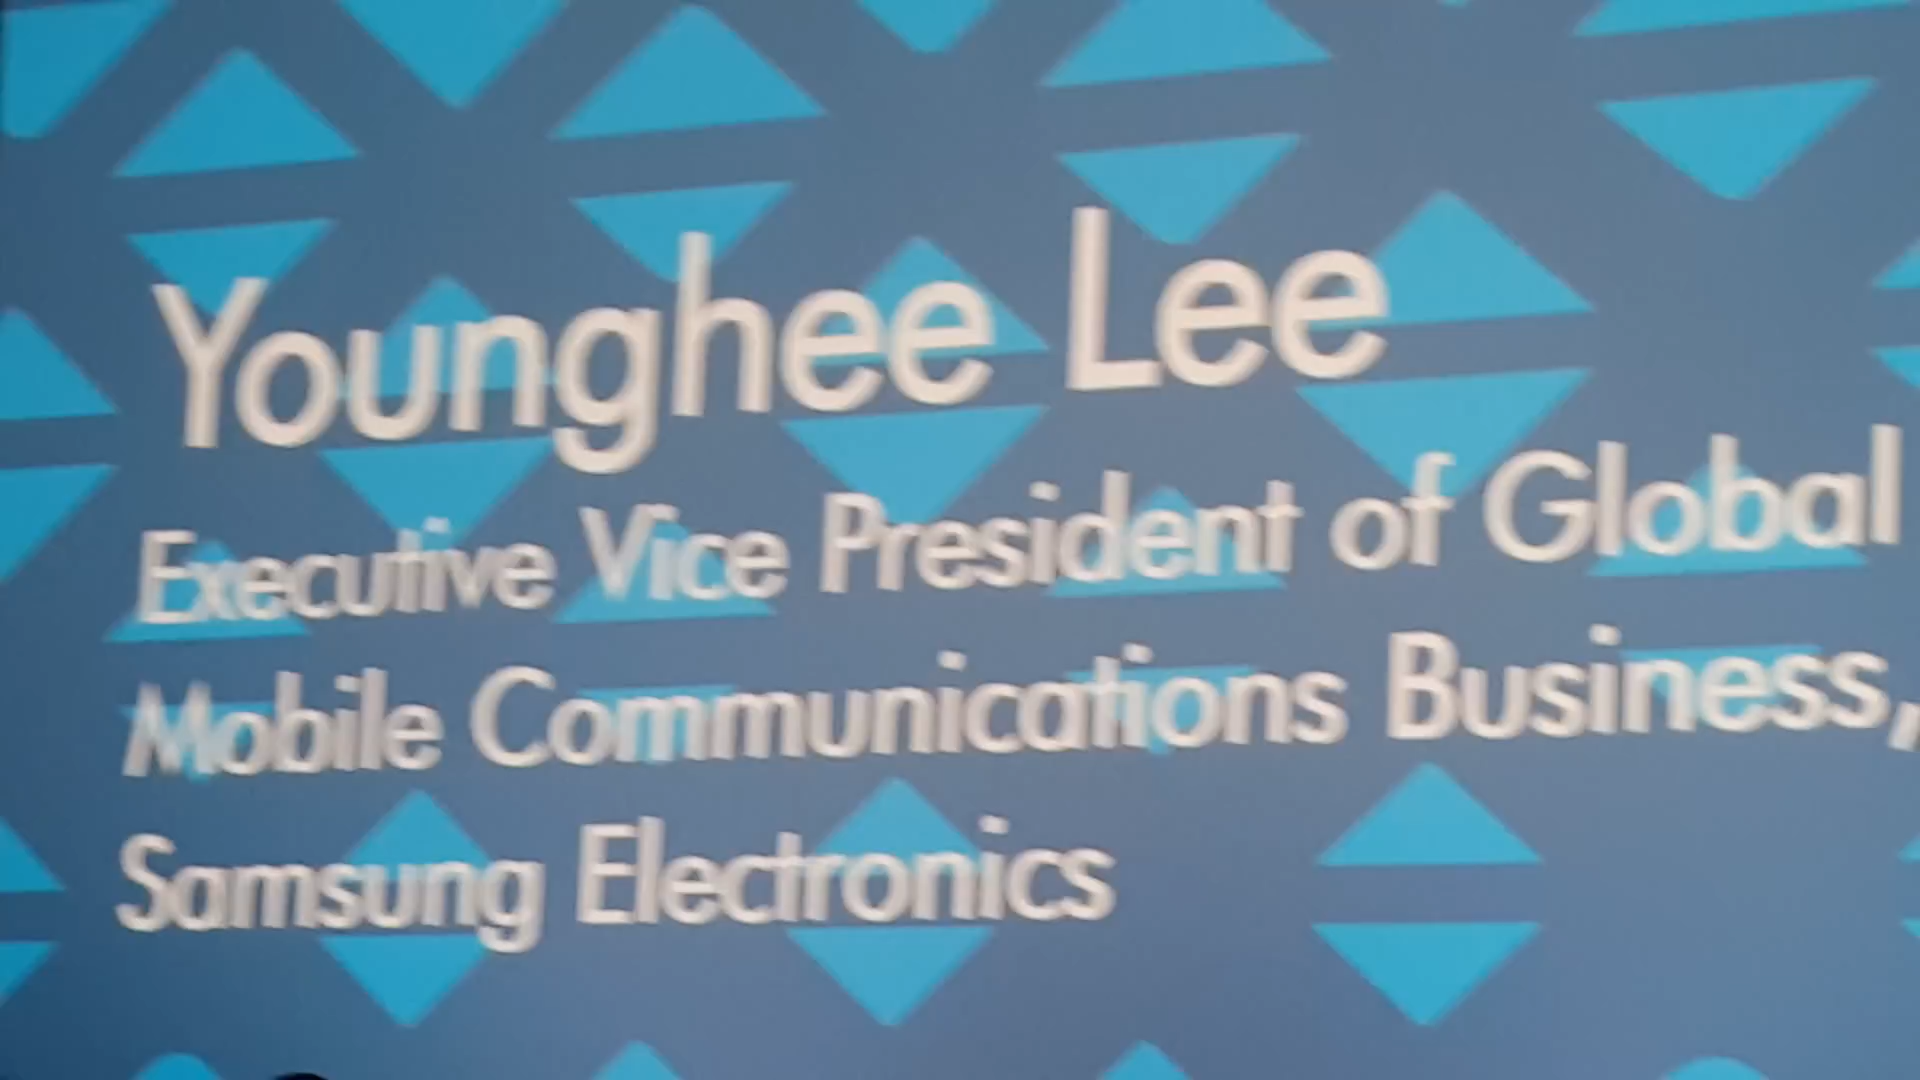 Younghee Lee
Executive Vice President of Global
Mobile Communications Business,
Samsung Electronics